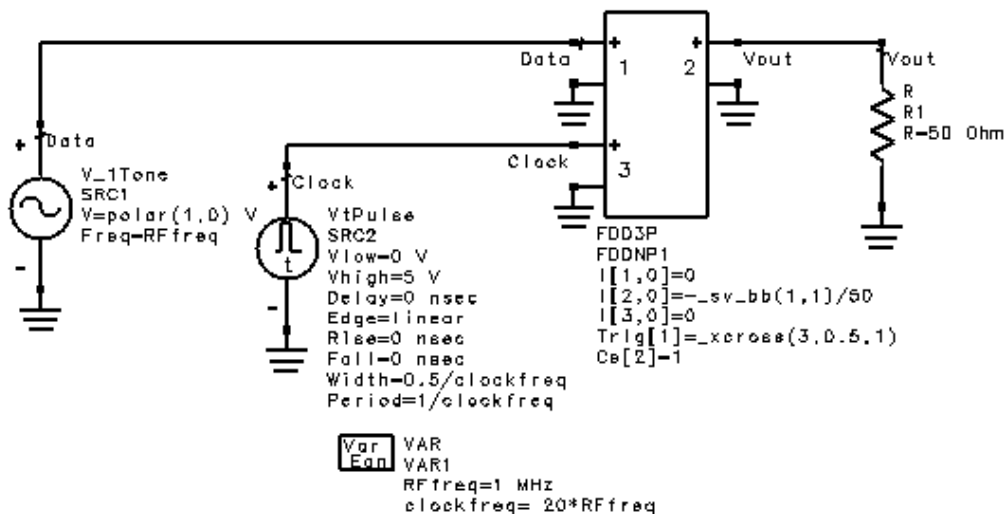 Data
1
2
Vout
Vout
R
R1
R=50 Ohm
Data
Clock
3
Clock
V_1Tone
SRC1
V=polar(1,0) V
Freq=RFfreq
VtPulse
SRC2
Vlow=0 V
Vhigh=5 V
Delay=0 nsec
Edge=linear
Rise=0 nsec
Fall=0 nsec
Width=0.5/clockfreq
Period=1/clockfreq
t
FDD3P
FDDNP1
I[1,0]=0
I[2,0]=-_sv_bb(1,1)/50
I[3,0]=0
Trig[1]=_xcross(3,0.5,1)
Ce[2]=1
Var
Eqn
VAR
VAR1
RFfreq=1 MHz
clockfreq= 20*RFfreq